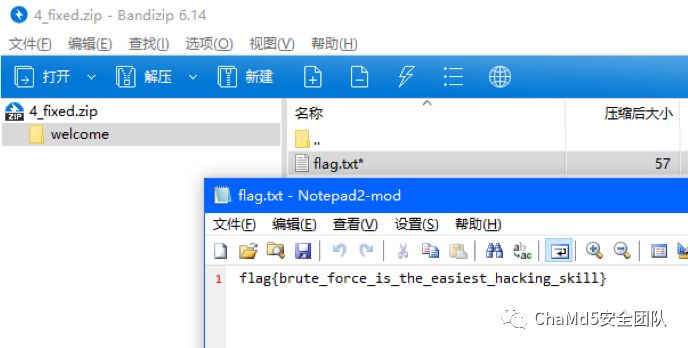 4_fixed.zip - Bandizip 6.14
文件(F) 编辑(E) 查找(I) 选项(O) 视图(V) 帮助(H)
打开 解压 新建
4_fixed.zip
ZIP
welcome
名称 压缩后大小
..
flag.txt* 57
flag.txt - Notepad2-mod
文件(F) 编辑(E) 查看(V) 设置(S) 帮助(H)
1 flag{brute_force_is_the_easiest_hacking_skill}
ChaMd5安全团队